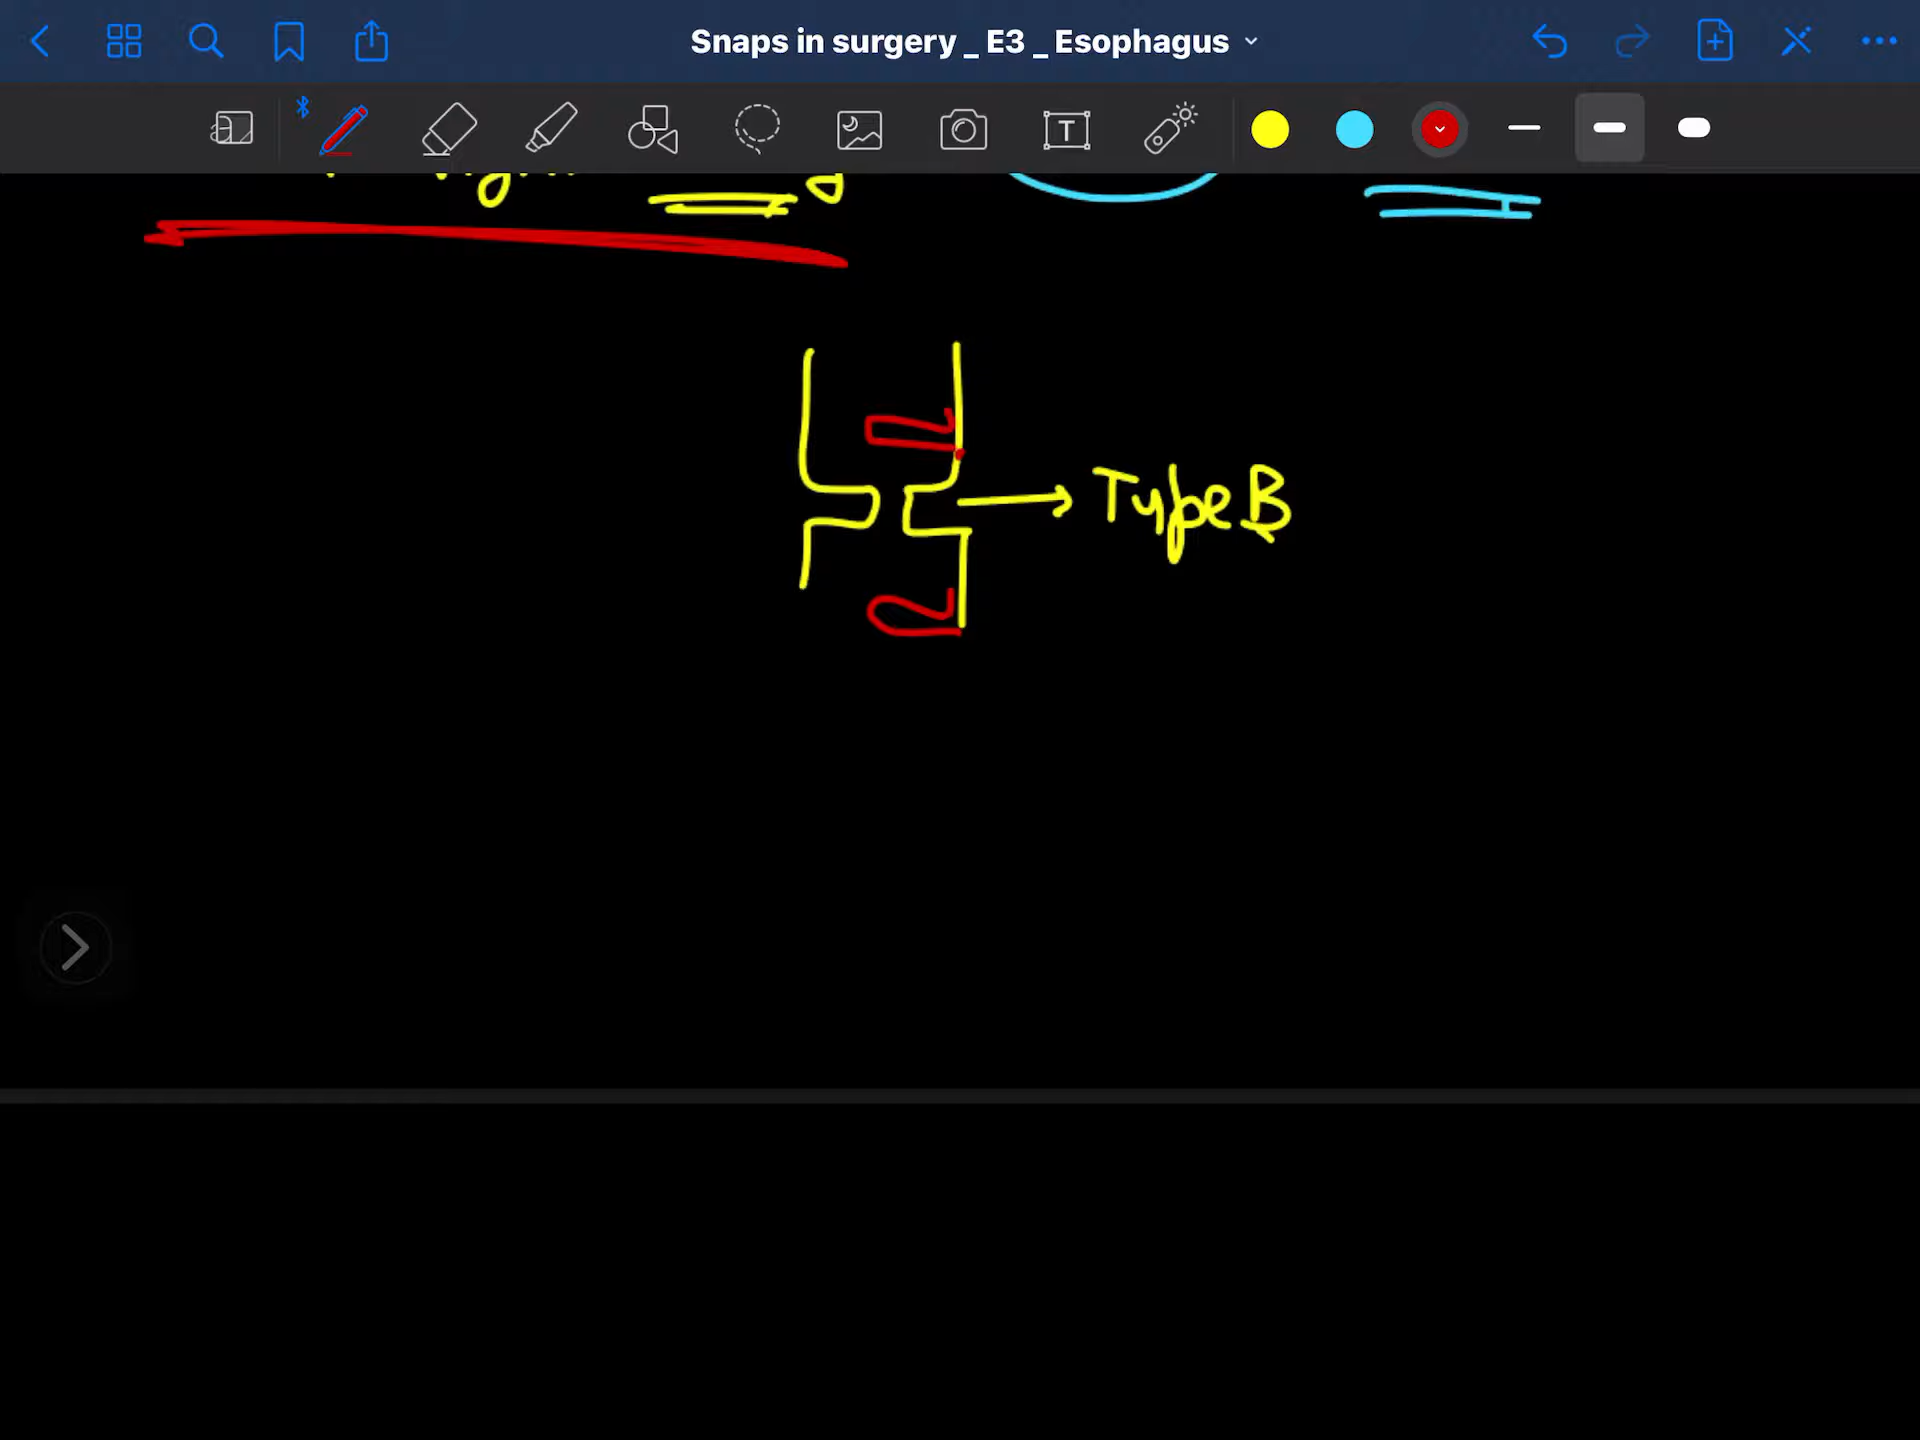 Snaps in surgery _ E3 _ Esophagus
T
Type B